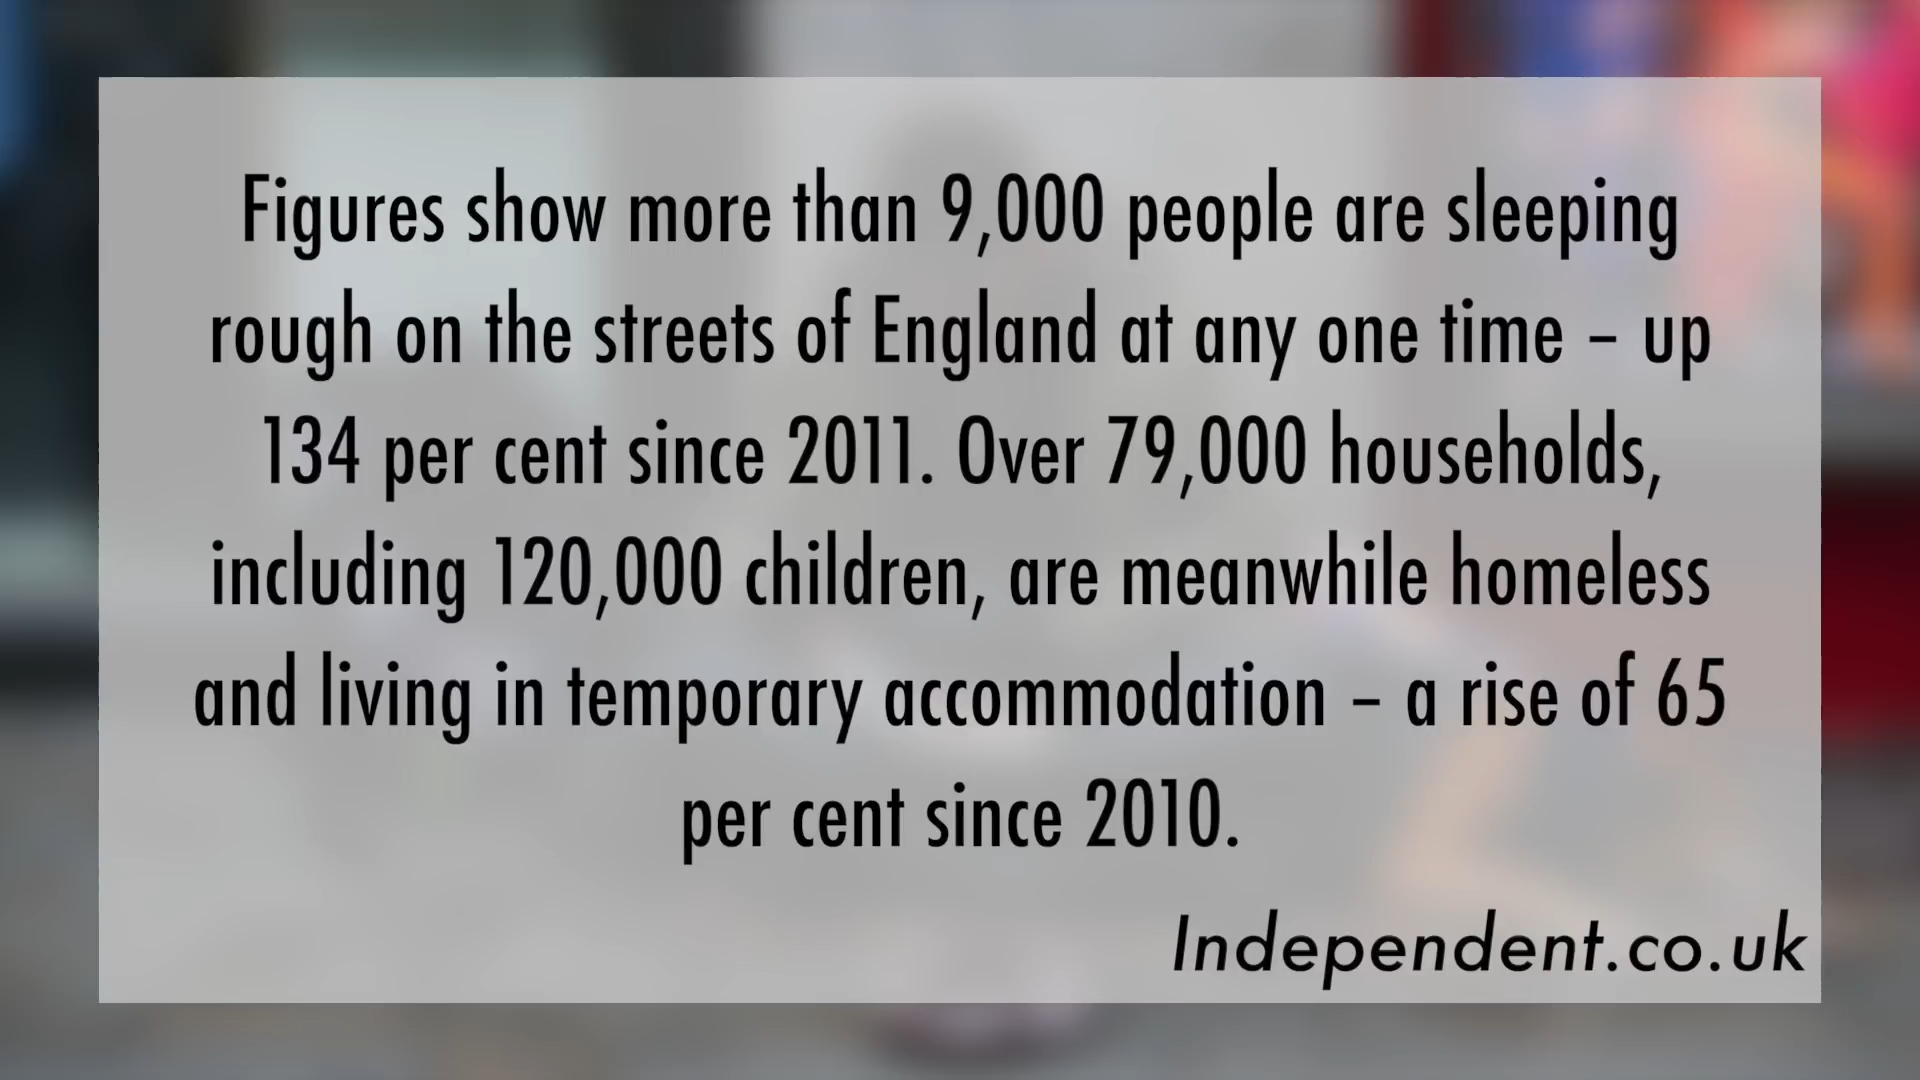 Figures show more than 9,000 people are sleeping
rough on the streets of England at any one time – up
134 per cent since 2011. Over 79,000 households,
including 120,000 children, are meanwhile homeless
and living in temporary accommodation – a rise of 65
per cent since 2010.
Independent.co.uk